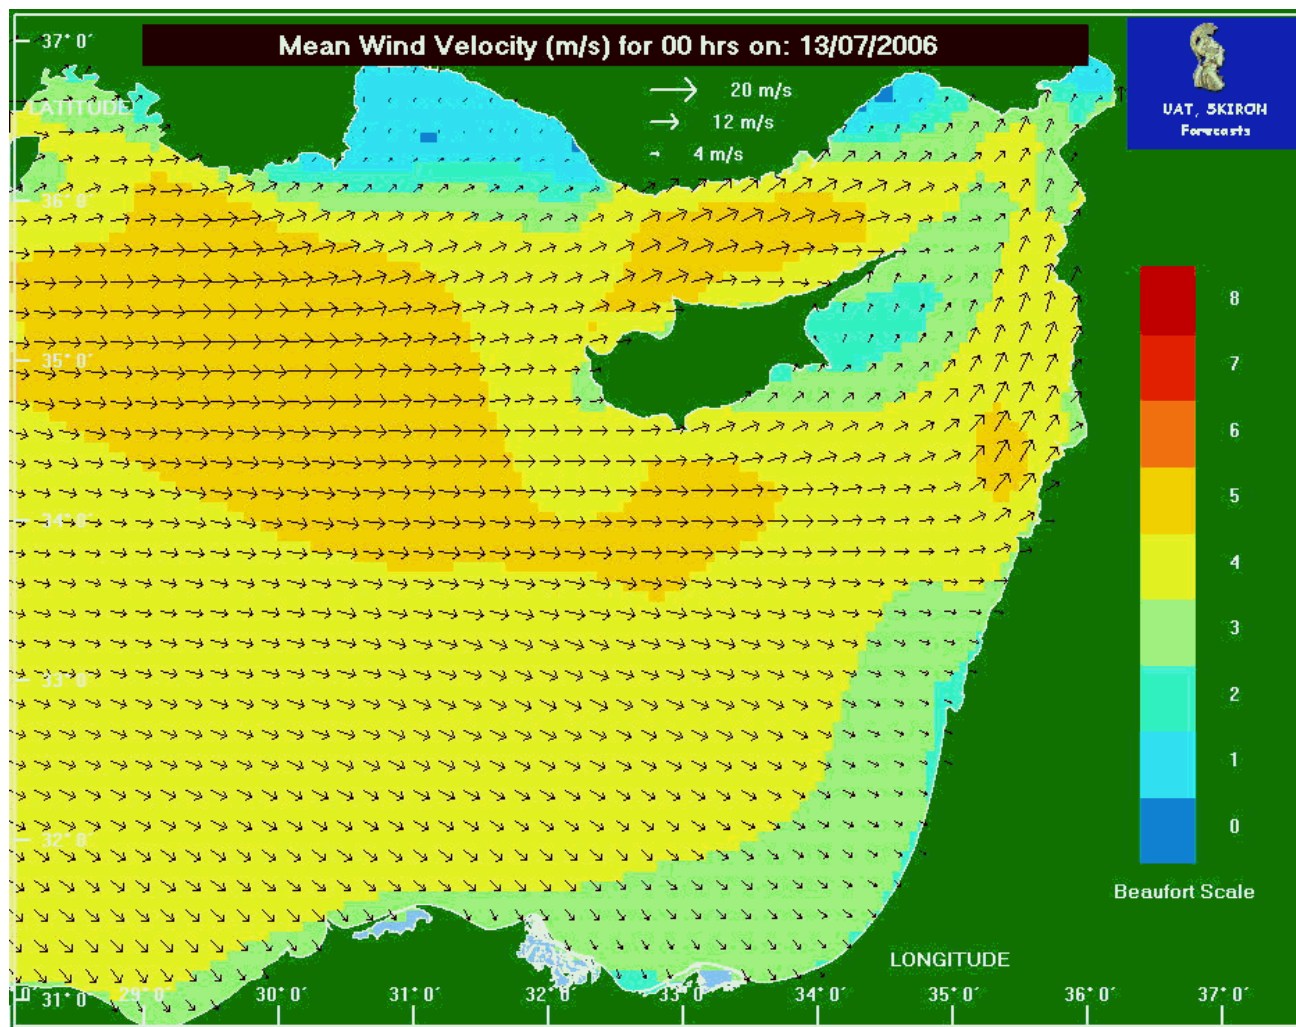 Mean Wind Velocity (m/s) for 00 hrs on: 13/07/2006
37° 0´
LATITUDE
36° 0´
35° 0´
34° 0´
33° 0´
32° 0´
31° 0´
20 m/s
12 m/s
4 m/s
UAT, SKIRON
Forecasts
8
7
6
5
4
3
2
1
0
Beaufort Scale
LONGITUDE
29° 0´
30° 0´
31° 0´
32° 0´
33° 0´
34° 0´
35° 0´
36° 0´
37° 0´